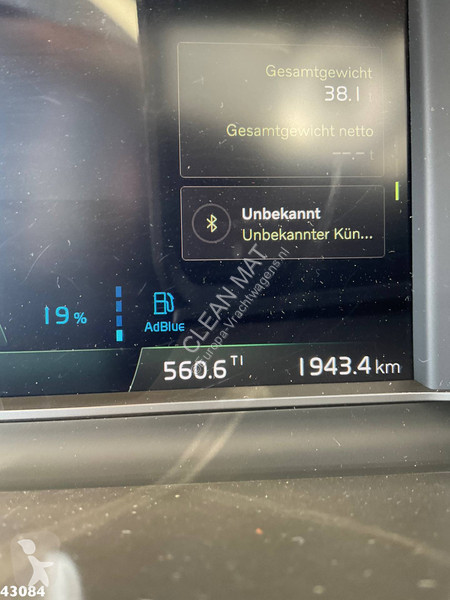 Gesamtgewicht
38.1 t
Gesamtgewicht netto
--.- t
Unbekannt
Unbekannter Kün...
19 %
AdBlue
CLEAN MAT
Europa-Vrachtwagens.nl
560.6 TI
1943.4 km
43084